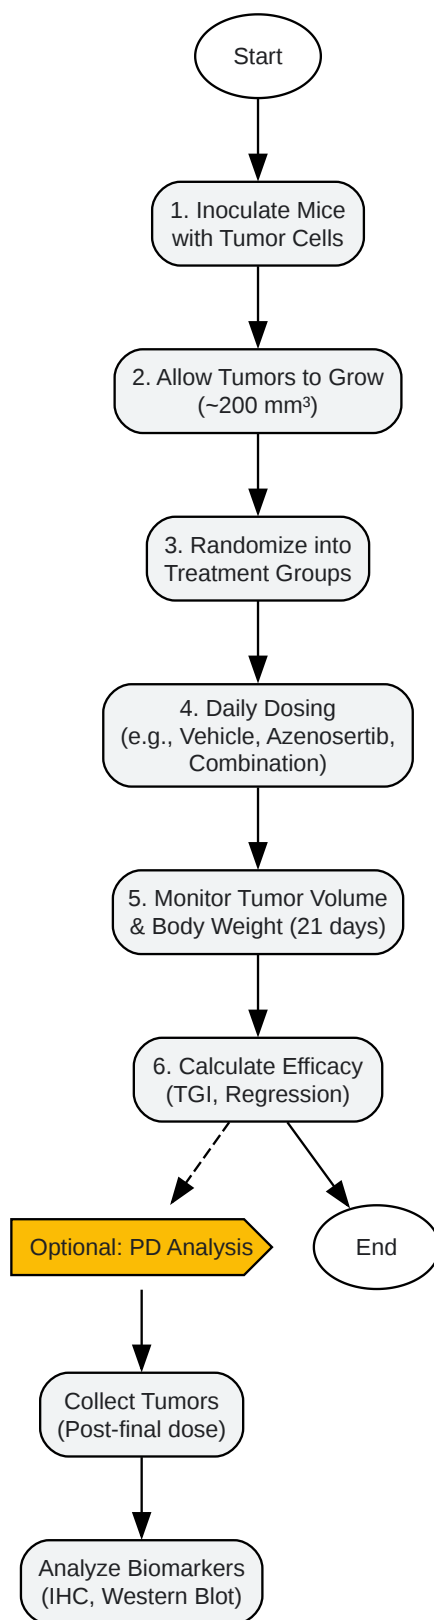 Start
1. Inoculate Mice
with Tumor Cells
2. Allow Tumors to Grow
(~200 mm³)
3. Randomize into
Treatment Groups
4. Daily Dosing
(e.g., Vehicle, Azenosertib,
Combination)
5. Monitor Tumor Volume
& Body Weight (21 days)
6. Calculate Efficacy
(TGI, Regression)
Optional: PD Analysis
End
Collect Tumors
(Post-final dose)
Analyze Biomarkers
(IHC, Western Blot)